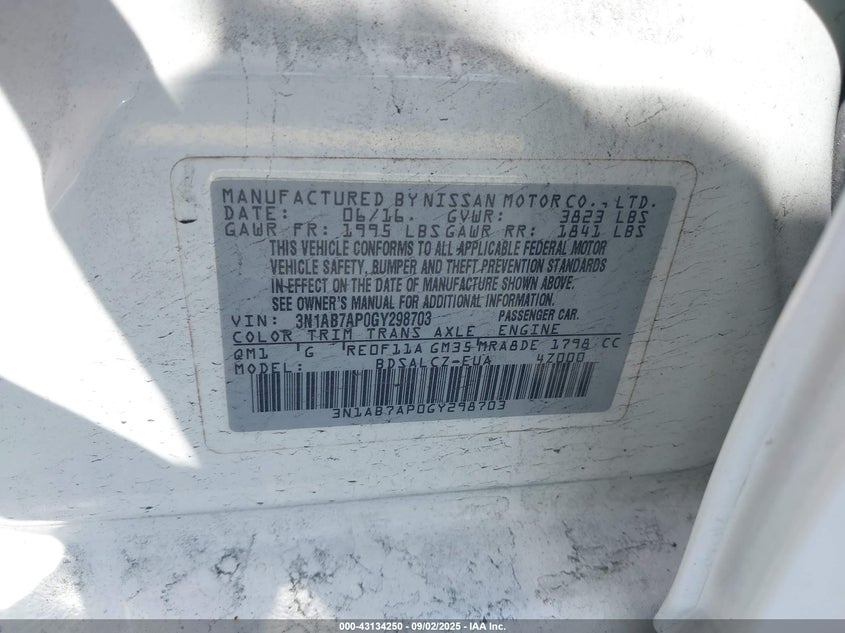 MANUFACTURED BY NISSAN MOTOR CO., LTD.
DATE: 06/16. GVWR: 3823 LBS
GAWR FR: 1995 LBS GAWR RR: 1841 LBS
THIS VEHICLE CONFORMS TO ALL APPLICABLE FEDERAL MOTOR
VEHICLE SAFETY, BUMPER AND THEFT PREVENTION STANDARDS
IN EFFECT ON THE DATE OF MANUFACTURE SHOWN ABOVE.
SEE OWNER'S MANUAL FOR ADDITIONAL INFORMATION.
VIN: 3N1AB7AP0GY298703 PASSENGER CAR.
COLOR TRIM TRANS AXLE ENGINE
QM1 G RE0F11A GM35 MRA8DE 1798 CC
MODEL: BDSALCZ-EUA 4Z000
3N1AB7AP0GY298703
000-43134250 - 09/02/2025 - IAA Inc.